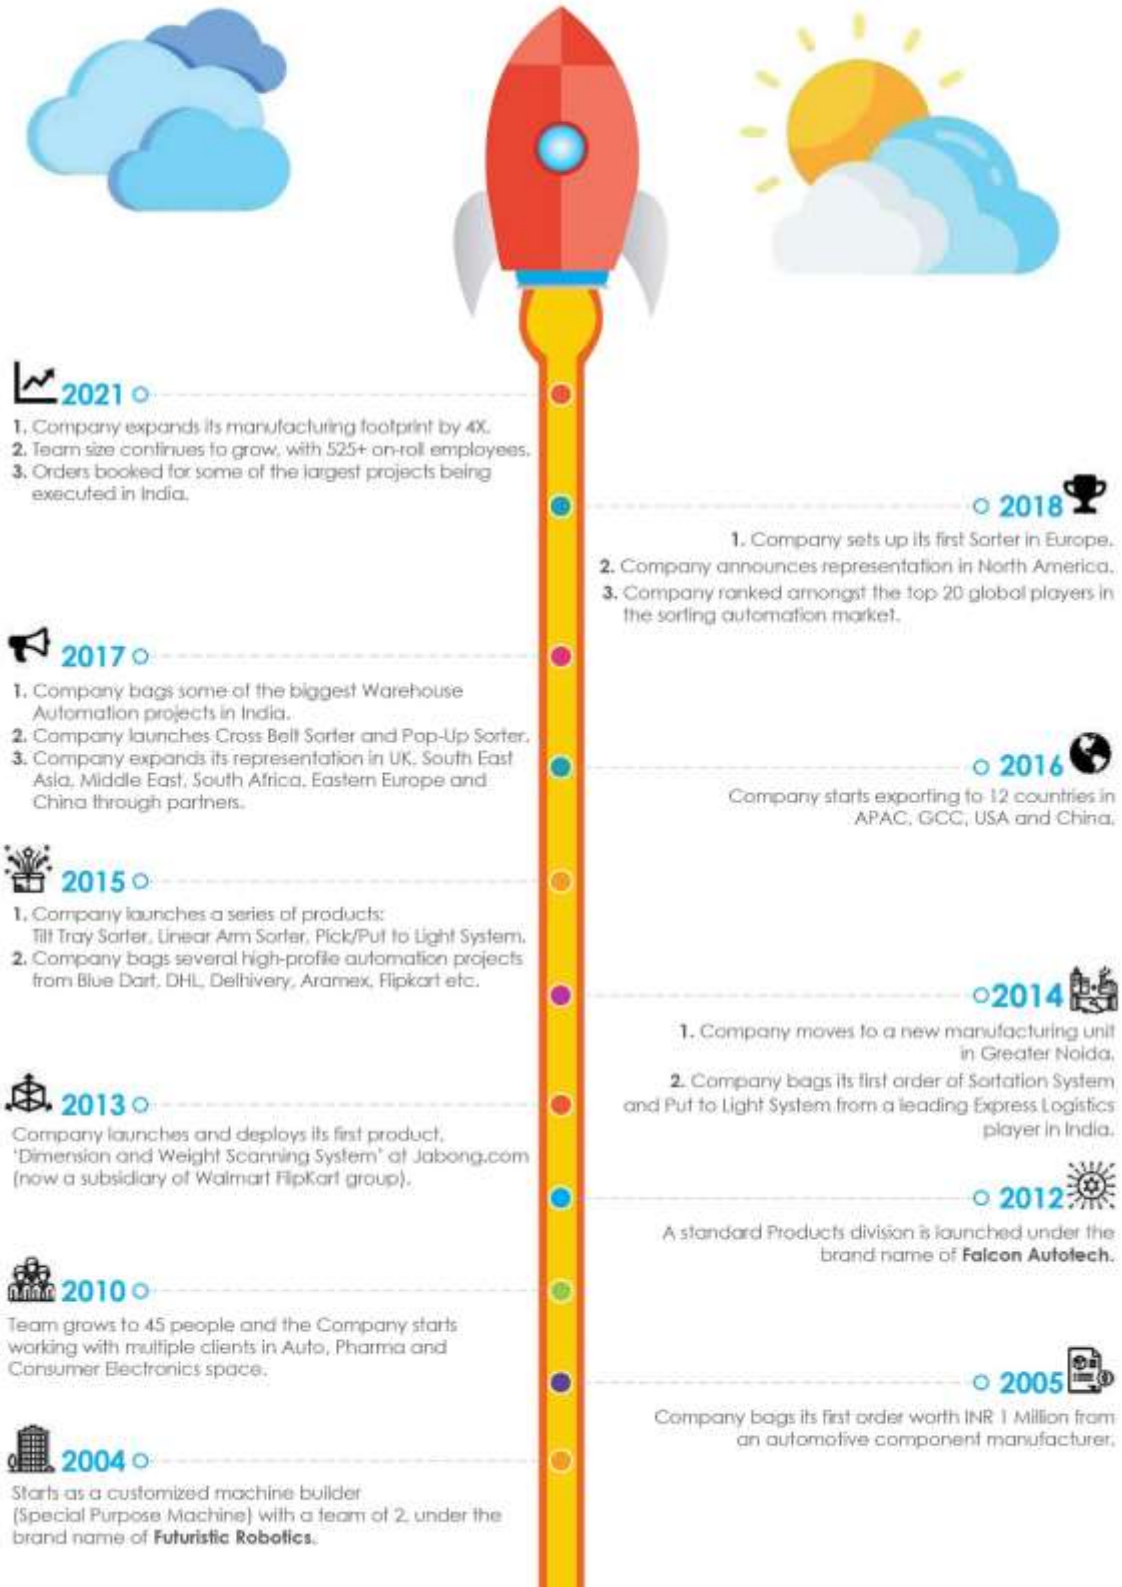 2021
1. Company expands its manufacturing footprint by 4X.
2. Team size continues to grow, with 525+ on-roll employees.
3. Orders booked for some of the largest projects being
executed in India.
2018
1. Company sets up its first Sorter in Europe.
2. Company announces representation in North America.
3. Company ranked amongst the top 20 global players in
the sorting automation market.
2017
1. Company bags some of the biggest Warehouse
Automation projects in India.
2. Company launches Cross Belt Sorter and Pop-Up Sorter.
3. Company expands its representation in UK, South East
Asia, Middle East, South Africa, Eastern Europe and
China through partners.
2016
Company starts exporting to 12 countries in
APAC, GCC, USA and China.
2015
1. Company launches a series of products:
Tilt Tray Sorter, Linear Arm Sorter, Pick/Put to Light System.
2. Company bags several high-profile automation projects
from Blue Dart, DHL, Delhivery, Aramex, Flipkart etc.
2014
1. Company moves to a new manufacturing unit
in Greater Noida.
2. Company bags its first order of Sortation System
and Put to Light System from a leading Express Logistics
player in India.
2013
Company launches and deploys its first product,
'Dimension and Weight Scanning System' at Jabong.com
(now a subsidiary of Walmart FlipKart group).
2012
A standard Products division is launched under the
brand name of Falcon Autotech.
2010
Team grows to 45 people and the Company starts
working with multiple clients in Auto, Pharma and
Consumer Electronics space.
2005
Company bags its first order worth INR 1 Million from
an automotive component manufacturer.
2004
Starts as a customized machine builder
(Special Purpose Machine) with a team of 2, under the
brand name of Futuristic Robotics.